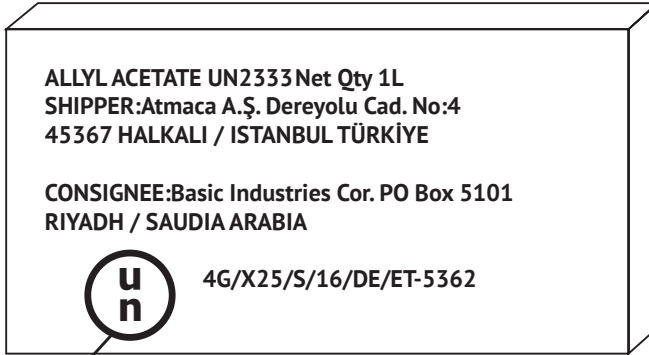 ALLYL ACETATE UN2333 Net Qty 1L
SHIPPER:Atmaca A.Ş. Dereyolu Cad. No:4
45367 HALKALI / ISTANBUL TÜRKİYE
CONSIGNEE:Basic Industries Cor. PO Box 5101
RIYADH / SAUDIA ARABIA
u
n
4G/X25/S/16/DE/ET-5362